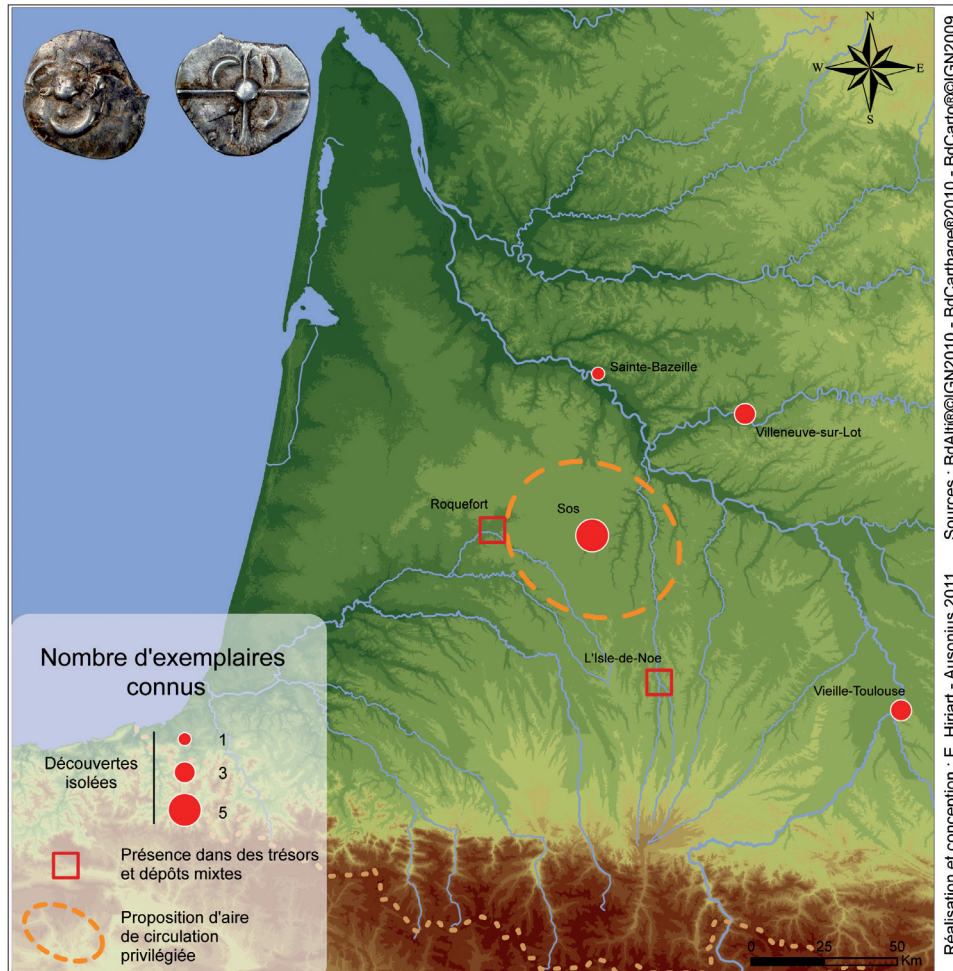 N
W
E
S
Sainte-Bazeille
Villeneuve-sur-Lot
Roquefort
Sos
L'Isle-de-Noe
Vieille-Toulouse
Nombre d'exemplaires
connus
Découvertes
isolées
1
3
5
Présence dans des trésors
et dépôts mixtes
Proposition d'aire
de circulation
privilégiée
0 25 50
Km
Réalisation et conception : E. Hiriart - Ausonius 2011 Sources : BdAlti®©IGN2010 - BdCarthage®2010 - BdCarto®©IGN2009